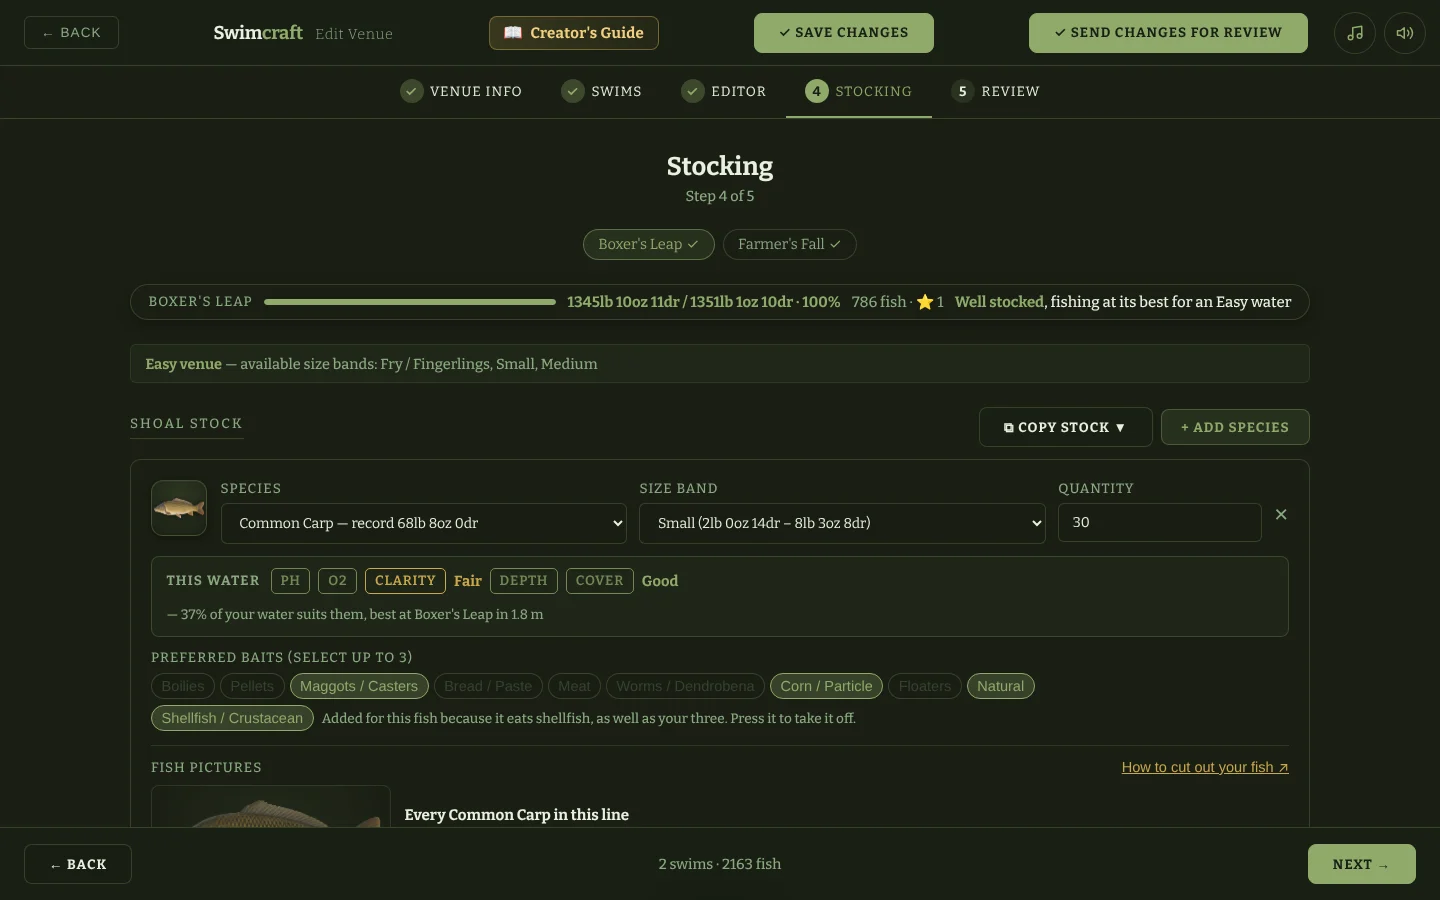 ← BACK
Swimcraft Edit Venue
📖 Creator's Guide
✓ SAVE CHANGES
✓ SEND CHANGES FOR REVIEW
✓ VENUE INFO
✓ SWIMS
✓ EDITOR
4 STOCKING
5 REVIEW
Stocking
Step 4 of 5
Boxer's Leap ✓
Farmer's Fall ✓
BOXER'S LEAP 1345lb 10oz 11dr / 1351lb 1oz 10dr · 100% 786 fish · ⭐ 1 Well stocked, fishing at its best for an Easy water
Easy venue — available size bands: Fry / Fingerlings, Small, Medium
SHOAL STOCK
⧉ COPY STOCK ▼
+ ADD SPECIES
SPECIES
Common Carp — record 68lb 8oz 0dr
SIZE BAND
Small (2lb 0oz 14dr – 8lb 3oz 8dr)
QUANTITY
30
✕
THIS WATER PH O2 CLARITY Fair DEPTH COVER Good
— 37% of your water suits them, best at Boxer's Leap in 1.8 m
PREFERRED BAITS (SELECT UP TO 3)
Boilies Pellets Maggots / Casters Bread / Paste Meat Worms / Dendrobena Corn / Particle Floaters Natural
Shellfish / Crustacean Added for this fish because it eats shellfish, as well as your three. Press it to take it off.
FISH PICTURES
How to cut out your fish ↗
Every Common Carp in this line
← BACK
2 swims · 2163 fish
NEXT →